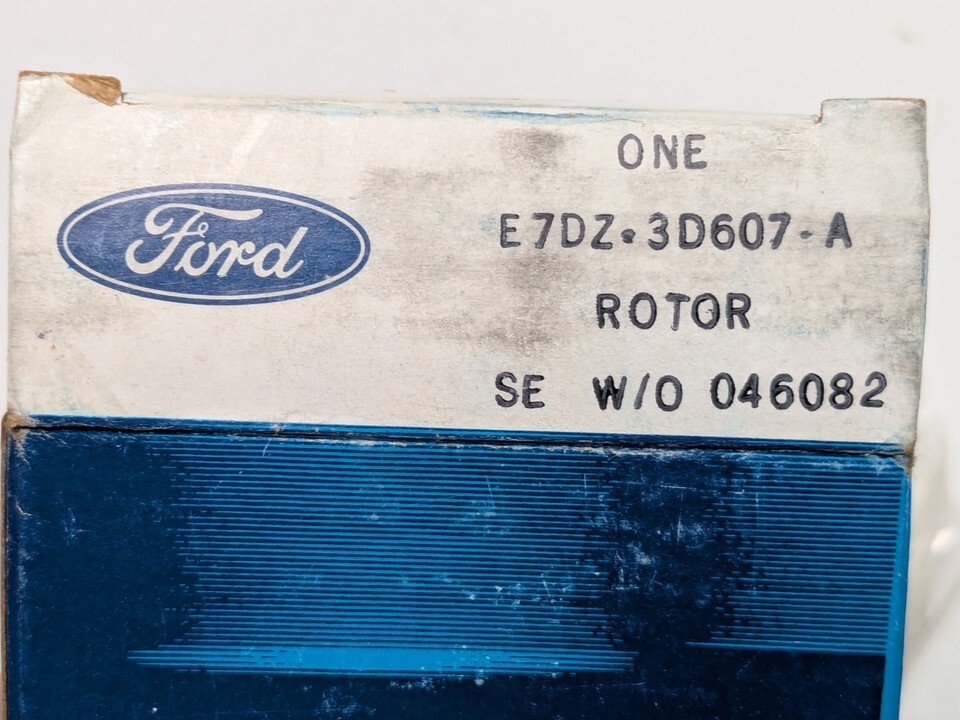 Ford
ONE
E7DZ-3D607-A
ROTOR
SE W/O 046082